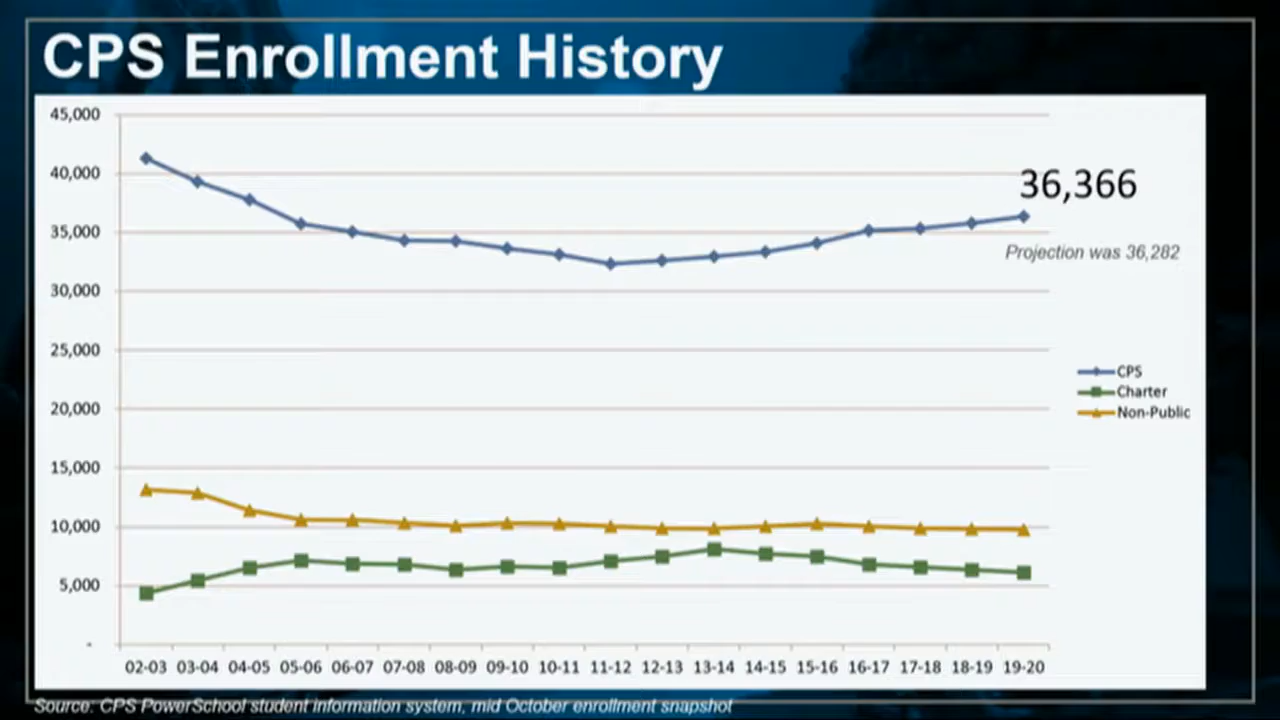 CPS Enrollment History
45,000
40,000
35,000
30,000
25,000
20,000
15,000
10,000
5,000
-
36,366
Projection was 36,282
CPS
Charter
Non-Public
02-03 03-04 04-05 05-06 06-07 07-08 08-09 09-10 10-11 11-12 12-13 13-14 14-15 15-16 16-17 17-18 18-19 19-20
Source: CPS PowerSchool student information system, mid October enrollment snapshot